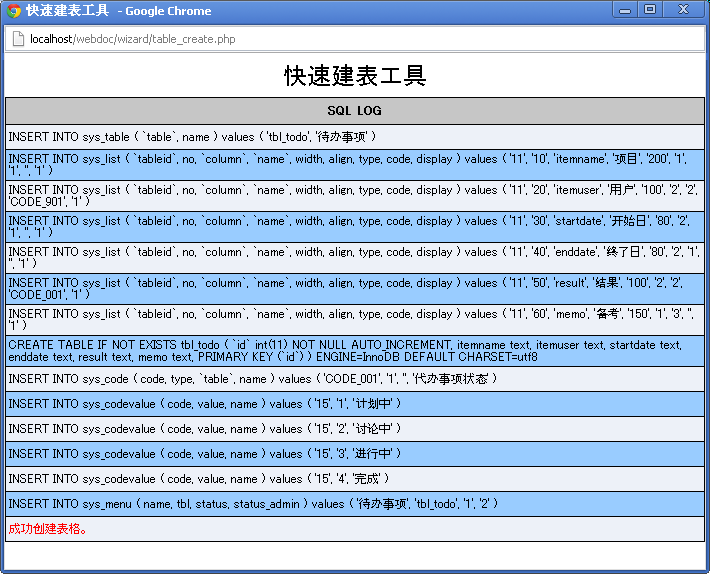 快速建表工具 - Google Chrome
localhost/webdoc/wizard/table_create.php
快速建表工具
SQL LOG
INSERT INTO sys_table ( `table`, name ) values ( 'tbl_todo', '待办事项' )
INSERT INTO sys_list ( `tableid`, no, `column`, `name`, width, align, type, code, display ) values ( '11', '10', 'itemname', '项目', '200', '1',
'1', '', '1' )
INSERT INTO sys_list ( `tableid`, no, `column`, `name`, width, align, type, code, display ) values ( '11', '20', 'itemuser', '用户', '100', '2', '2',
'CODE_901', '1' )
INSERT INTO sys_list ( `tableid`, no, `column`, `name`, width, align, type, code, display ) values ( '11', '30', 'startdate', '开始日', '80', '2',
'1', '', '1' )
INSERT INTO sys_list ( `tableid`, no, `column`, `name`, width, align, type, code, display ) values ( '11', '40', 'enddate', '终了日', '80', '2', '1',
'', '1' )
INSERT INTO sys_list ( `tableid`, no, `column`, `name`, width, align, type, code, display ) values ( '11', '50', 'result', '结果', '100', '2', '2',
'CODE_001', '1' )
INSERT INTO sys_list ( `tableid`, no, `column`, `name`, width, align, type, code, display ) values ( '11', '60', 'memo', '备考', '150', '1', '3', '',
'1' )
CREATE TABLE IF NOT EXISTS tbl_todo ( `id` int(11) NOT NULL AUTO_INCREMENT, itemname text, itemuser text, startdate text,
enddate text, result text, memo text, PRIMARY KEY (`id`) ) ENGINE=InnoDB DEFAULT CHARSET=utf8
INSERT INTO sys_code ( code, type, `table`, name ) values ( 'CODE_001', '1', '', '代办事项状态' )
INSERT INTO sys_codevalue ( code, value, name ) values ( '15', '1', '计划中' )
INSERT INTO sys_codevalue ( code, value, name ) values ( '15', '2', '讨论中' )
INSERT INTO sys_codevalue ( code, value, name ) values ( '15', '3', '进行中' )
INSERT INTO sys_codevalue ( code, value, name ) values ( '15', '4', '完成' )
INSERT INTO sys_menu ( name, tbl, status, status_admin ) values ( '待办事项', 'tbl_todo', '1', '2' )
成功创建表格。